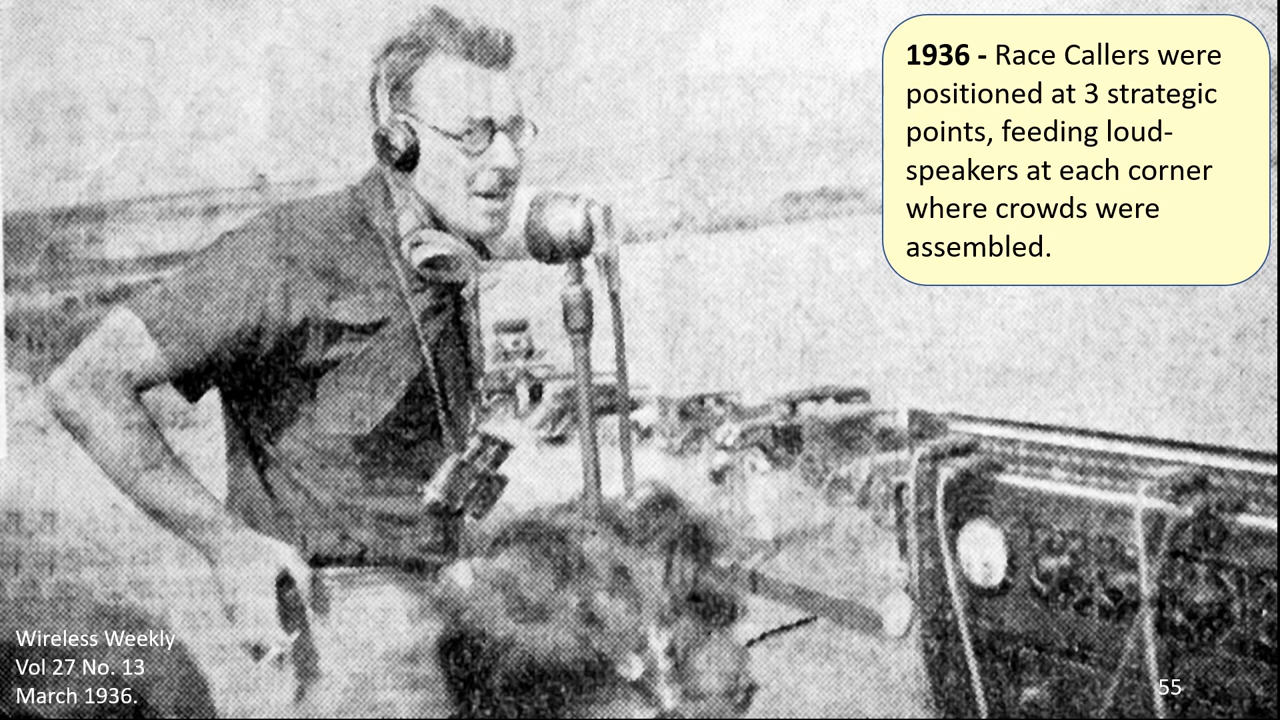 1936 - Race Callers were
positioned at 3 strategic
points, feeding loud-
speakers at each corner
where crowds were
assembled.
Wireless Weekly
Vol 27 No. 13
March 1936.
55